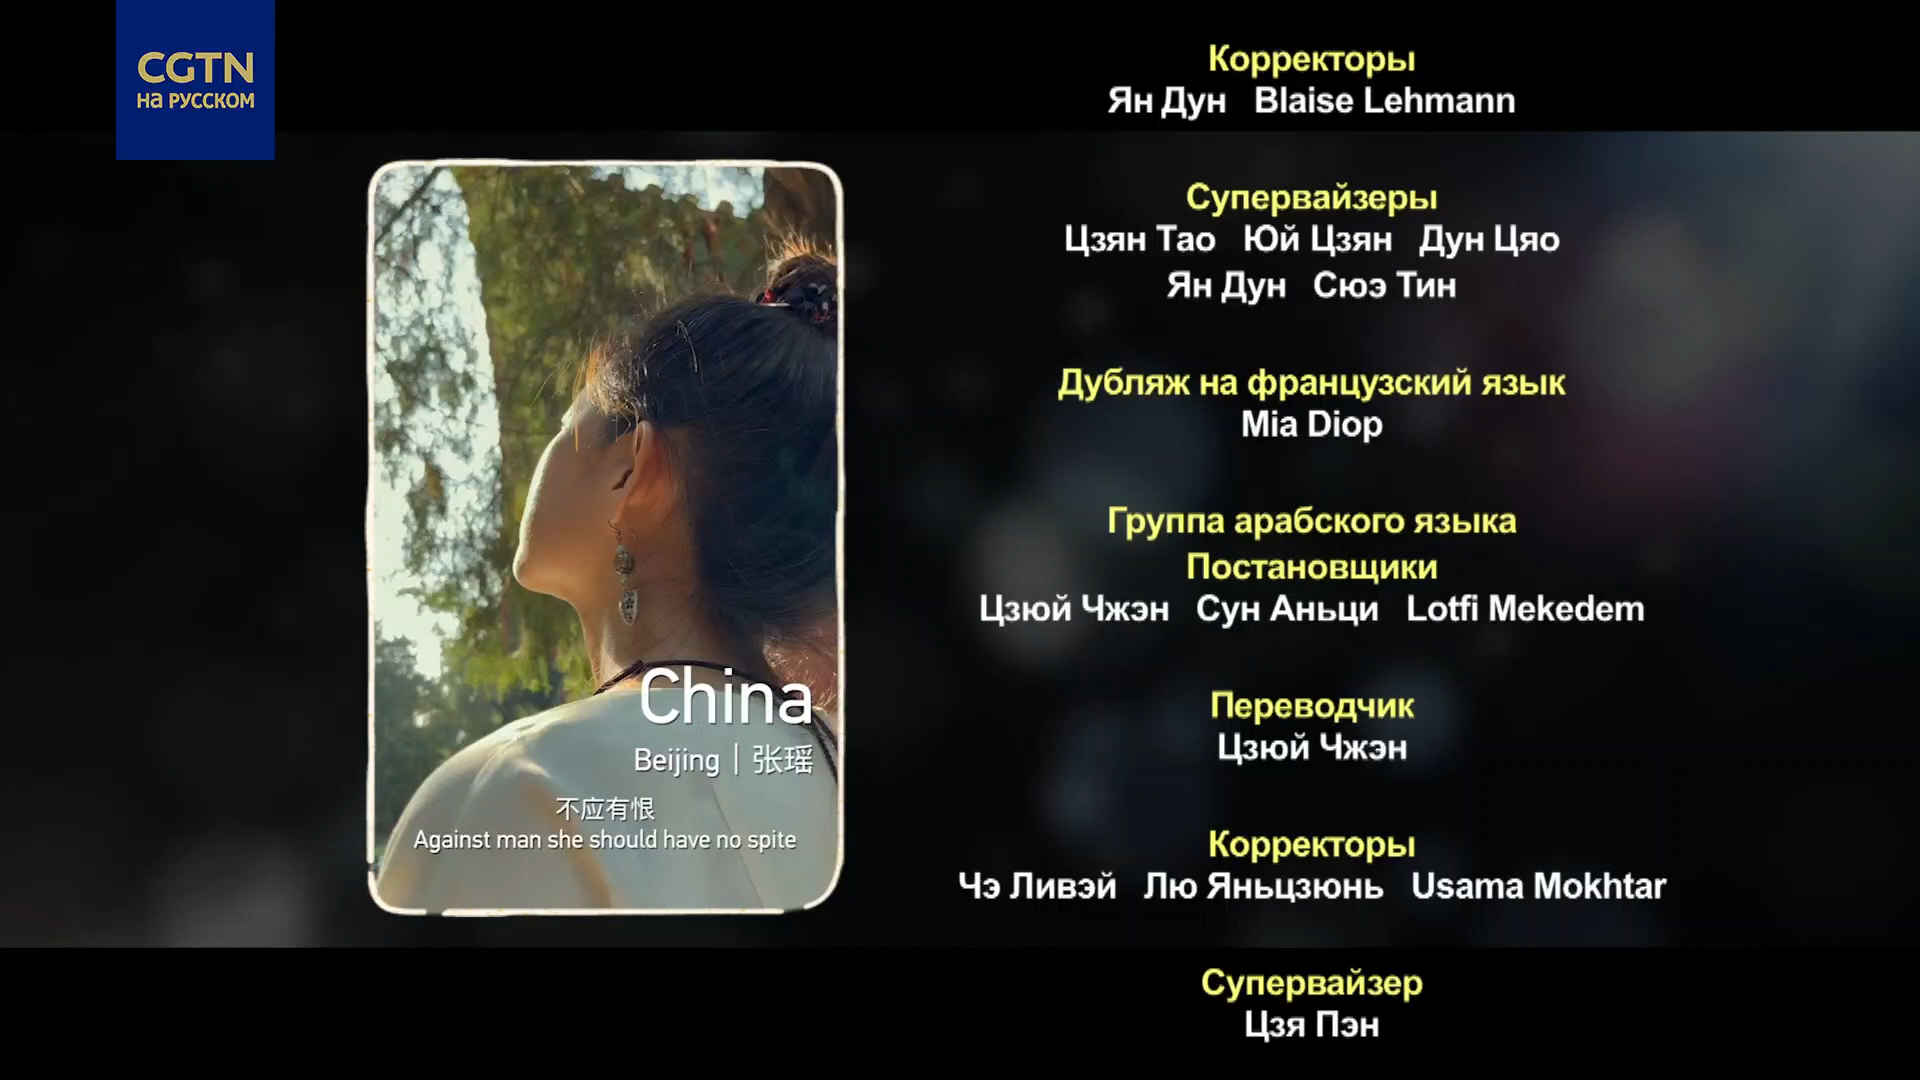 CGTN
на русском
Корректоры
Ян Дун Blaise Lehmann
Супервайзеры
Цзян Тао Юй Цзян Дун Цяо
Ян Дун Сюэ Тин
Дубляж на французский язык
Mia Diop
Группа арабского языка
Постановщики
Цзюй Чжэн Сун Аньци Lotfi Mekedem
Переводчик
Цзюй Чжэн
Корректоры
Чэ Ливэй Лю Яньцзюнь Usama Mokhtar
Супервайзер
Цзя Пэн
China
Beijing | 张瑶
不应有恨
Against man she should have no spite